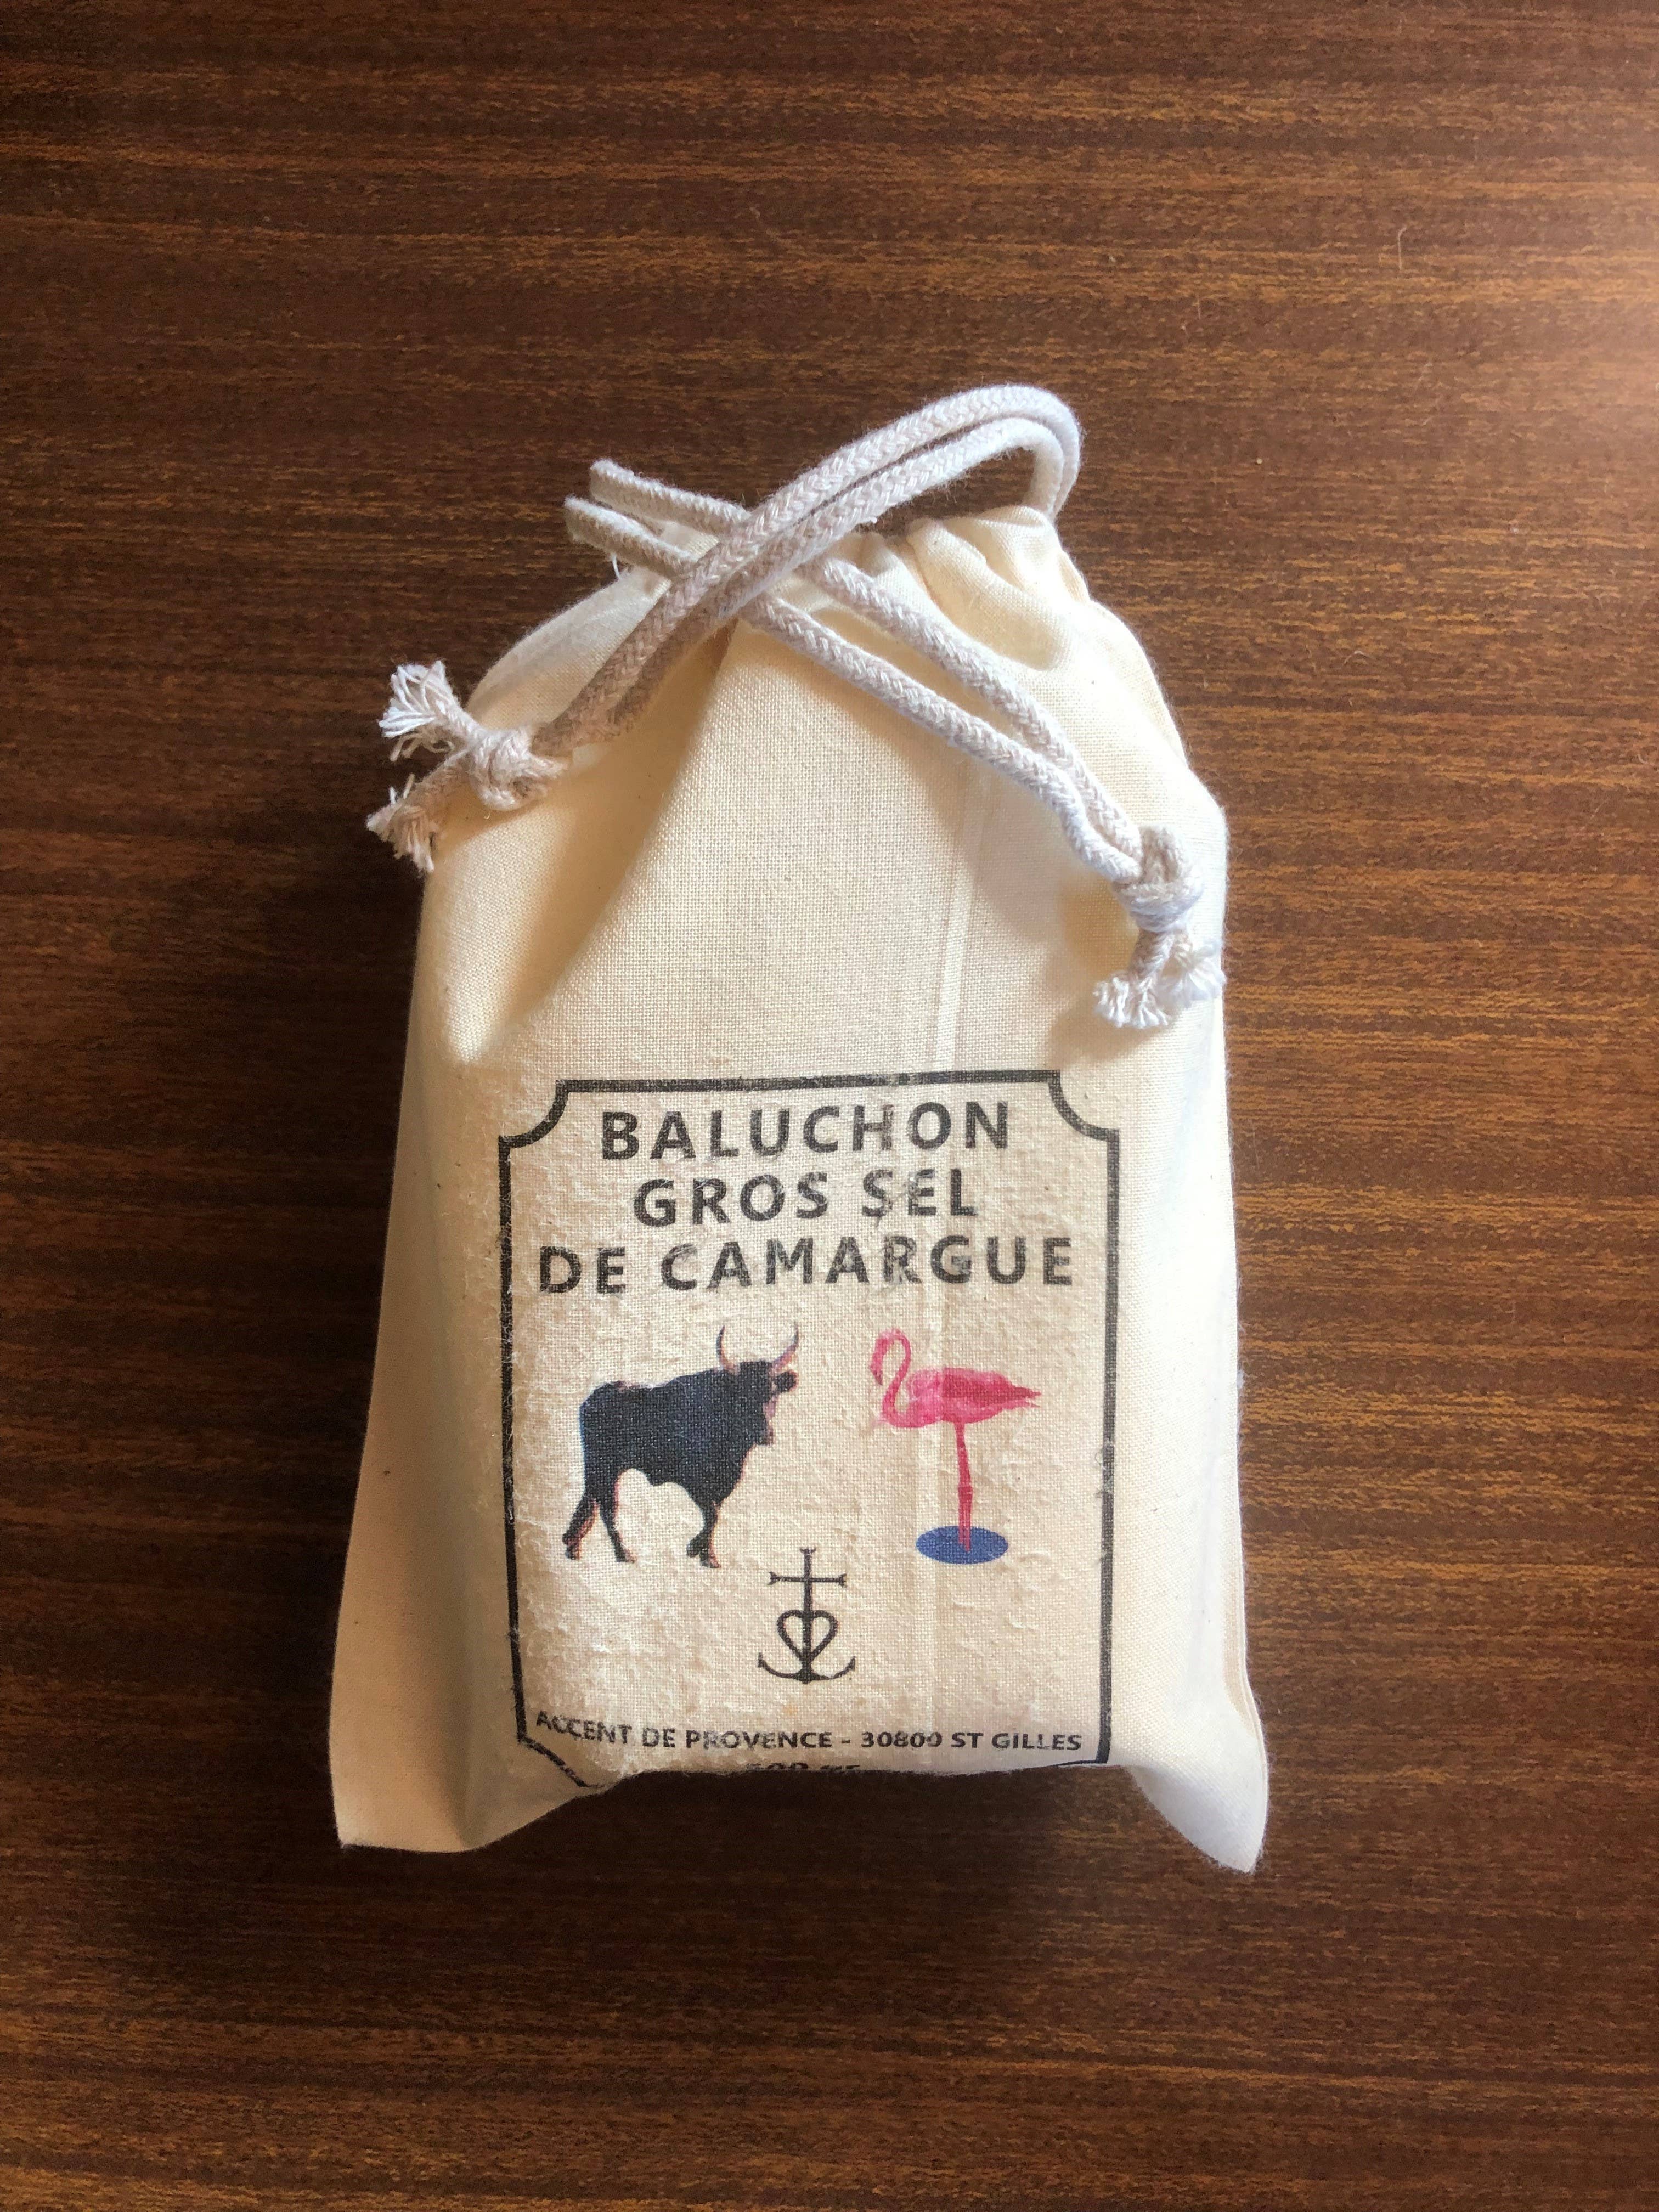 BALUCHON
GROS SEL
DE CAMARGUE
ACCENT DE PROVENCE - 30800 ST GILLES